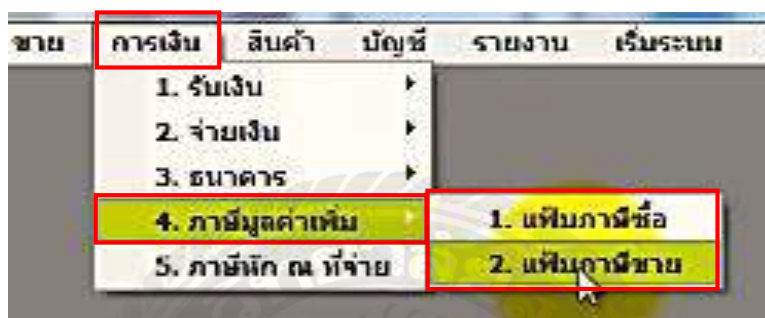 ขาย การเงิน สินค้า บัญชี รายงาน เริ่มระบบ
1. รับเงิน
2. จ่ายเงิน
3. ธนาคาร
4. ภาษีมูลค่าเพิ่ม 1. แฟ้มภาษีซื้อ
5. ภาษีหัก ณ ที่จ่าย 2. แฟ้มภาษีขาย